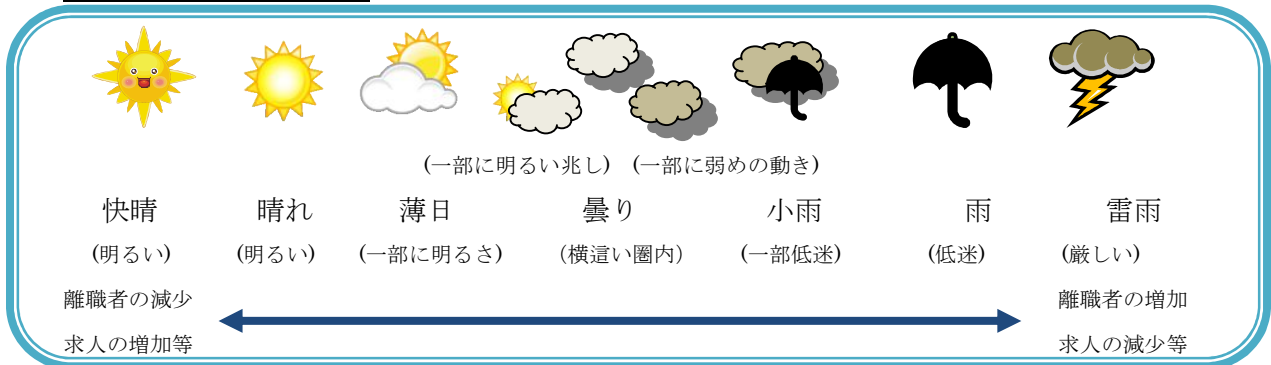 (一部に明るい兆し) (一部に弱めの動き)
快晴 晴れ 薄日 曇り 小雨 雨 雷雨
(明るい) (明るい) (一部に明るさ) (横這い圏内) (一部低迷) (低迷) (厳しい)
離職者の減少 離職者の増加
求人の増加等 求人の減少等